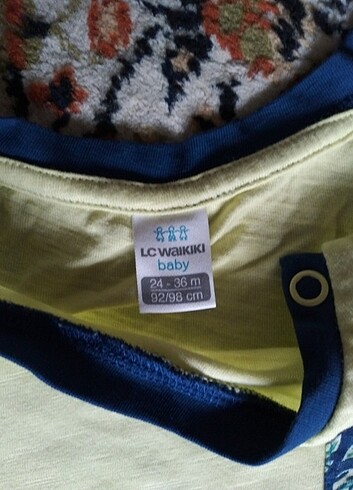 LC WAIKIKI
baby
24 - 36 m
92/98 cm